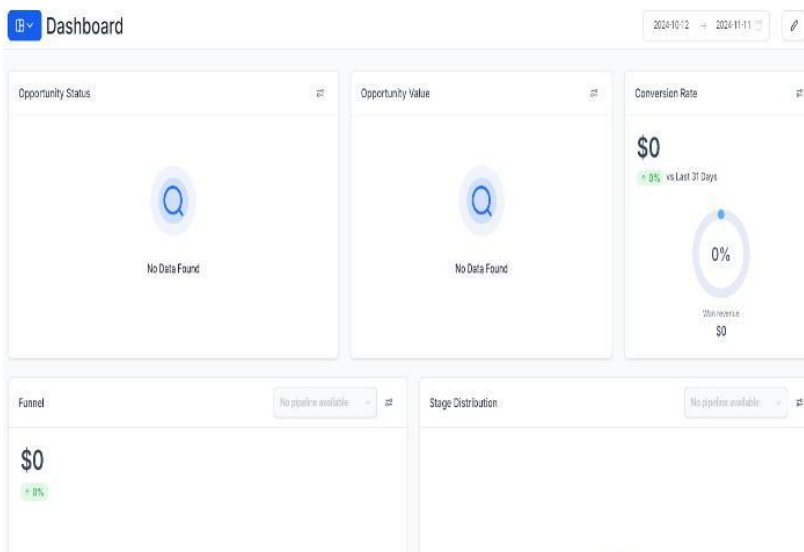 Dashboard
2024-10-12 → 2024-11-11
Opportunity Status
No Data Found
Opportunity Value
No Data Found
Conversion Rate
$0
↑ 0% vs Last 31 Days
0%
Won revenue
$0
Funnel
No pipeline available
$0
↑ 0%
Stage Distribution
No pipeline available